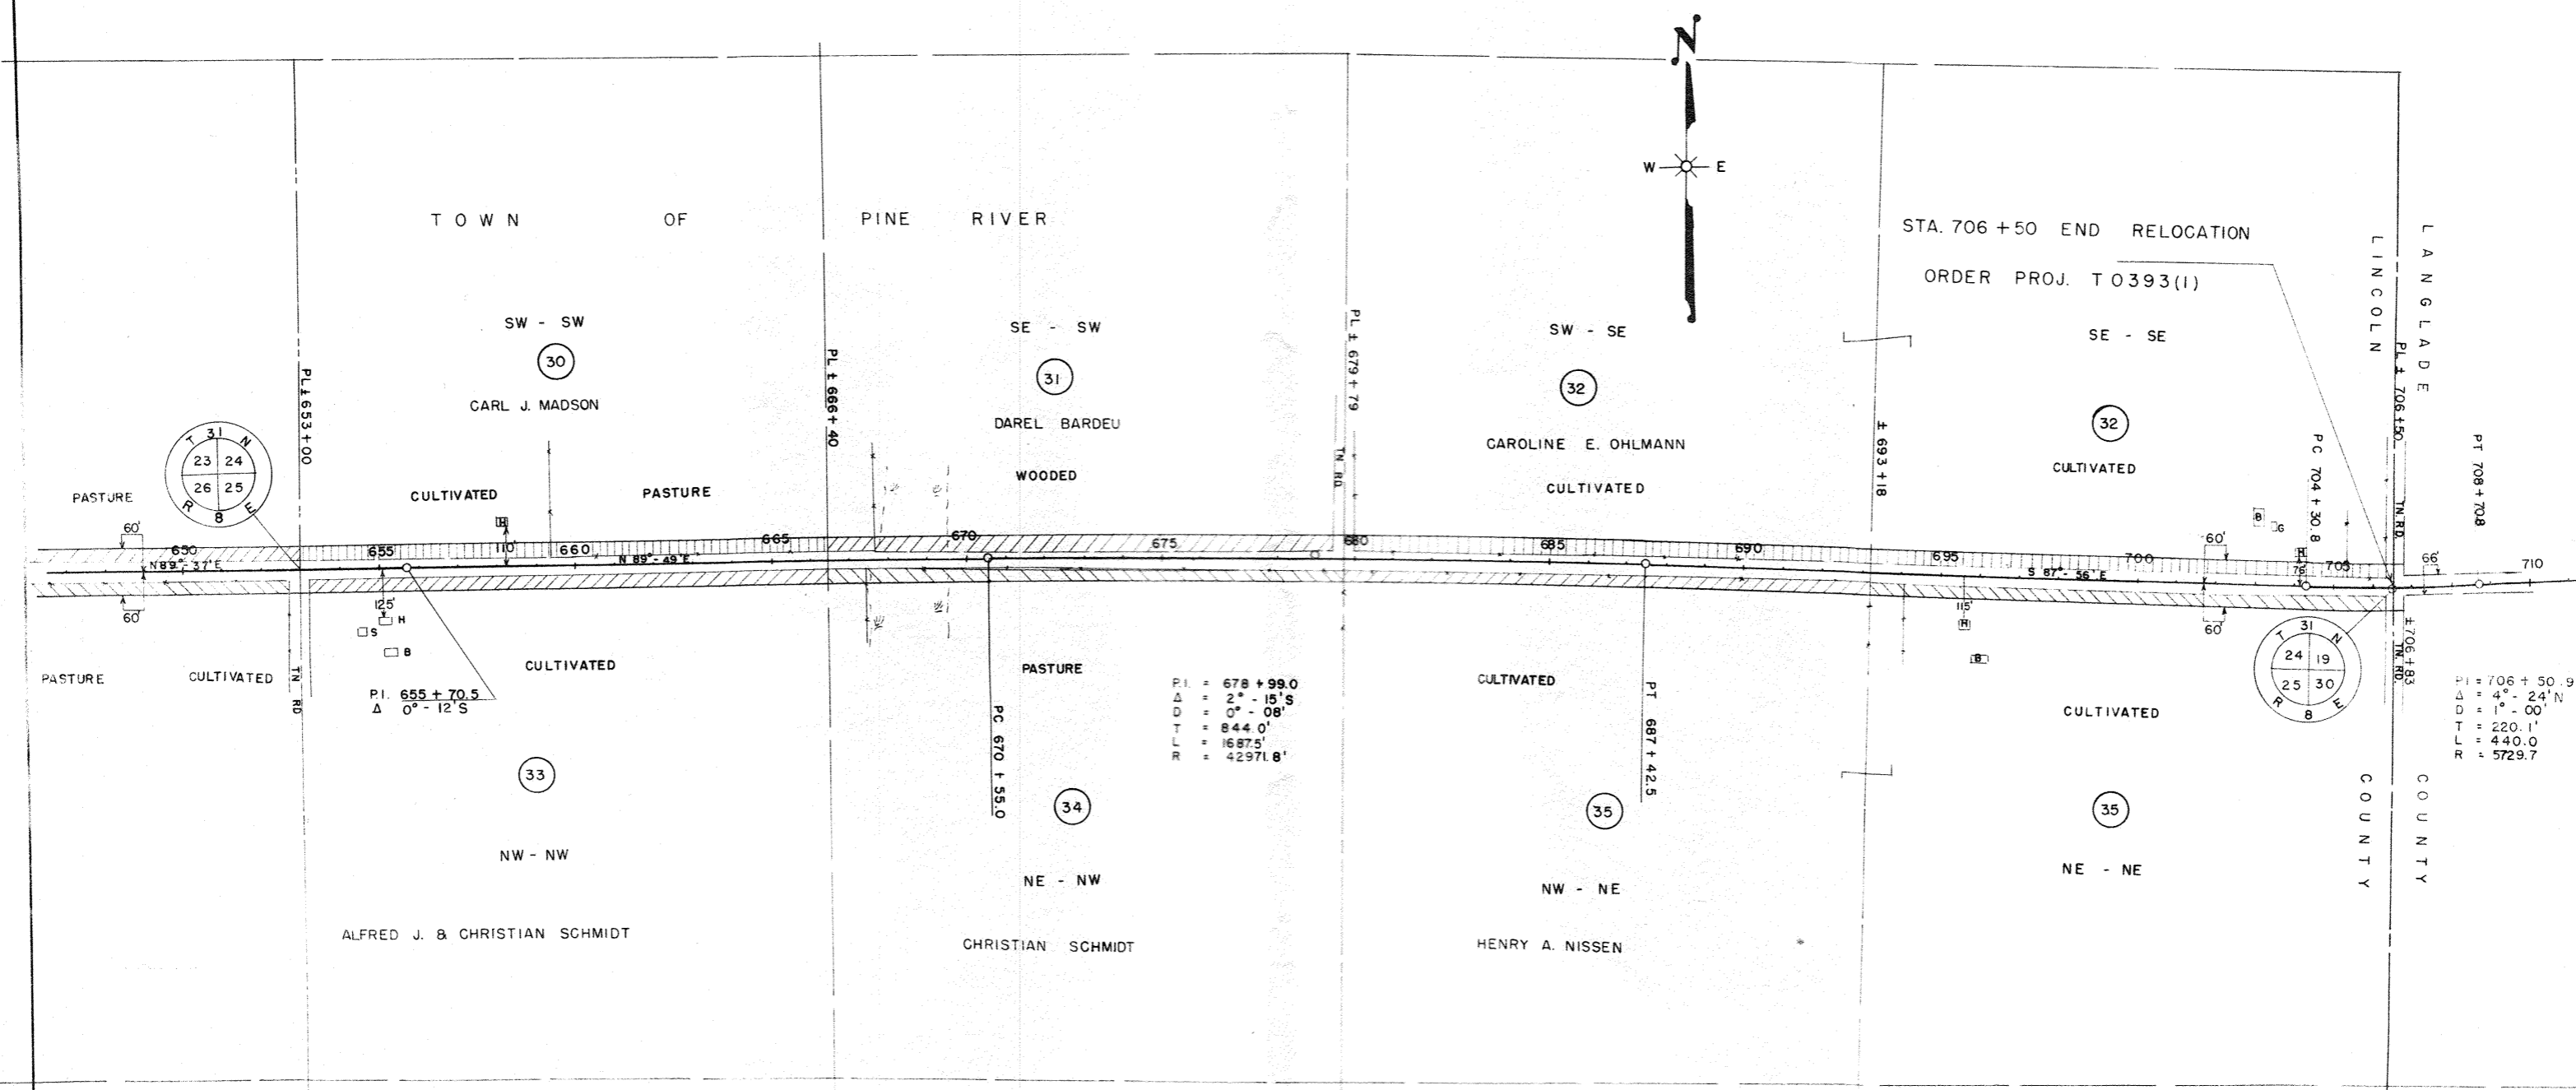 N
W E
TOWN OF PINE RIVER
STA. 706 + 50 END RELOCATION
ORDER PROJ. T 0393(1)
LINCOLN
LANGLADE
SW - SW
30
CARL J. MADSON
SE - SW
31
DAREL BARDEU
WOODED
SW - SE
32
CAROLINE E. OHLMANN
CULTIVATED
SE - SE
32
CULTIVATED
PL ± 653+00
PL ± 666+40
PL ± 679+79
TN RD
± 693+18
PC 704+30.8
PL ± 706+50
TN. RD.
PT 708+70.8
T 31 N
23 24
26 25
R 8 E
PASTURE
CULTIVATED
PASTURE
60'
H
110'
B
G
H
76'
60'
66'
650 655 660 665 670 675 680 685 690 695 700 705 710
N 89° - 37' E
N 89° - 49' E
S 87° - 56' E
60'
125'
H
S
B
115'
H
B
60'
T 31 N
24 19
25 30
R 8 E
± 706+83
TN. RD.
PASTURE
CULTIVATED
TN RD
CULTIVATED
PASTURE
CULTIVATED
CULTIVATED
P.I. 655 + 70.5
Δ 0° - 12' S
PC 670 + 55.0
P.I. = 678 + 99.0
Δ = 2° - 15' S
D = 0° - 08'
T = 844.0'
L = 1687.5'
R = 42971.8'
PT 687 + 42.5
PI = 706 + 50.9
Δ = 4° - 24' N
D = 1° - 00'
T = 220.1'
L = 440.0
R = 5729.7
33
NW - NW
ALFRED J. & CHRISTIAN SCHMIDT
34
NE - NW
CHRISTIAN SCHMIDT
35
NW - NE
HENRY A. NISSEN
35
NE - NE
COUNTY
COUNTY